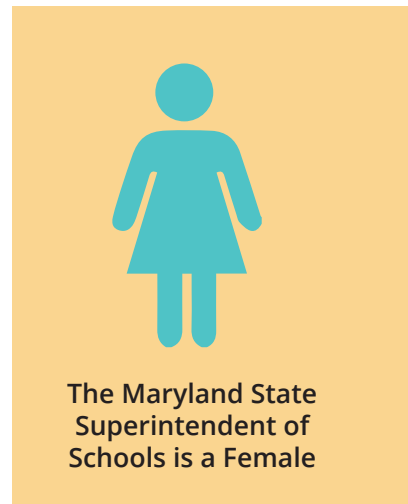 The Maryland State
Superintendent of
Schools is a Female